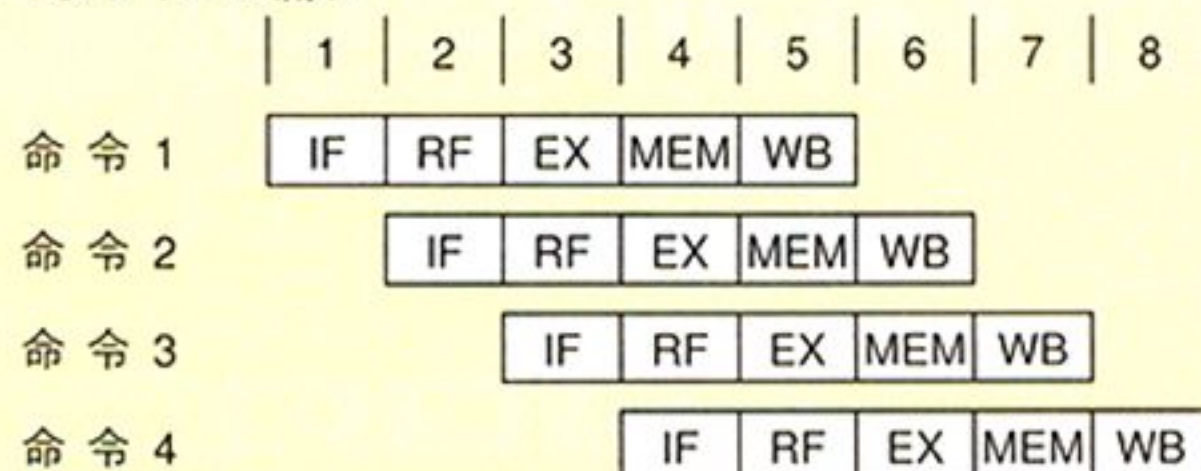 1 2 3 4 5 6 7 8
命令 1 IF RF EX MEM WB
命令 2 IF RF EX MEM WB
命令 3 IF RF EX MEM WB
命令 4 IF RF EX MEM WB